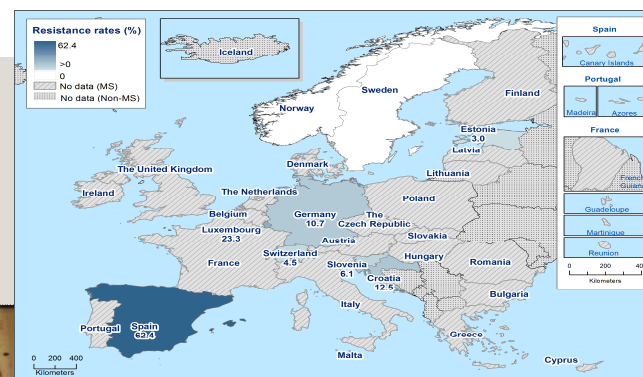 Resistance rates (%)
62.4
>0
0
No data (MS)
No data (Non-MS)
Iceland
Norway
Sweden
Finland
Estonia
3.0
Latvia
Lithuania
Denmark
The United Kingdom
Ireland
The Netherlands
Belgium
Luxembourg
23.3
Germany
10.7
Poland
The
Czech Republic
Slovakia
Austria
France
Switzerland
4.5
Slovenia
6.1
Hungary
Croatia
12.5
Romania
Bulgaria
Italy
Portugal
Spain
62.4
Greece
Malta
Cyprus
0 200 400
Kilometers
Spain
Canary Islands
Portugal
Madeira
Azores
France
French
Guiana
Guadeloupe
Martinique
Reunion
0 200
Kilometers